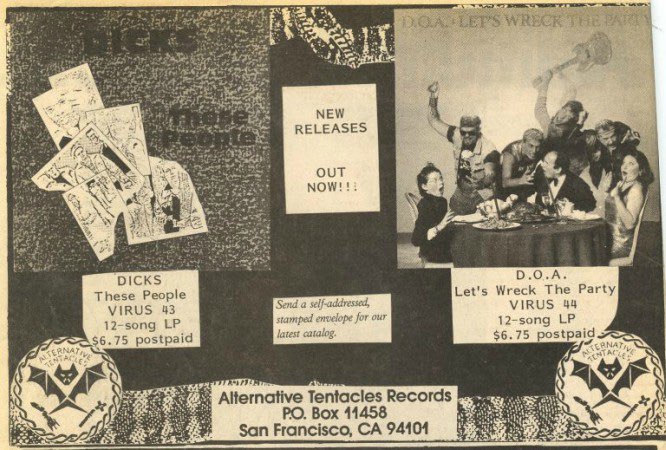 DICKS
These
People
NEW
RELEASES
OUT
NOW!!!
D.O.A. LET'S WRECK THE PARTY
DICKS
These People
VIRUS 43
12-song LP
$6.75 postpaid
Send a self-addressed,
stamped envelope for our
latest catalog.
D.O.A.
Let's Wreck The Party
VIRUS 44
12-song LP
$6.75 postpaid
ALTERNATIVE
TENTACLES
Alternative Tentacles Records
P.O. Box 11458
San Francisco, CA 94101
ALTERNATIVE
TENTACLES